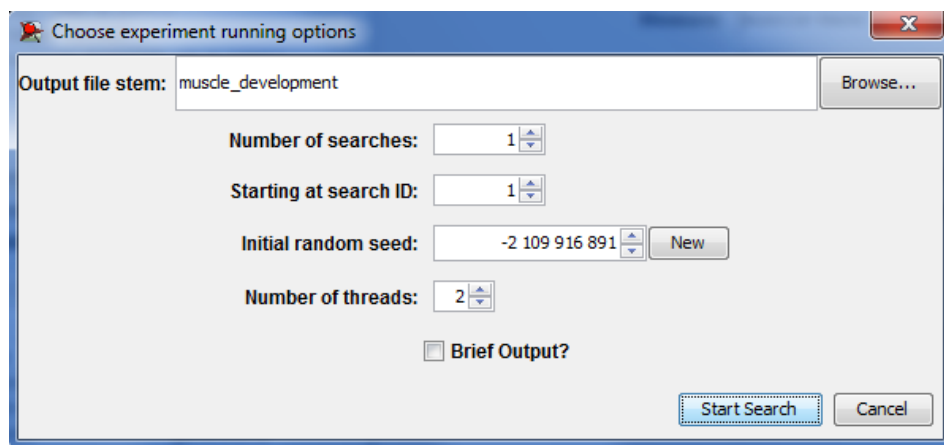 Choose experiment running options
Output file stem: muscle_development Browse...
Number of searches: 1
Starting at search ID: 1
Initial random seed: -2 109 916 891 New
Number of threads: 2
Brief Output?
Start Search Cancel